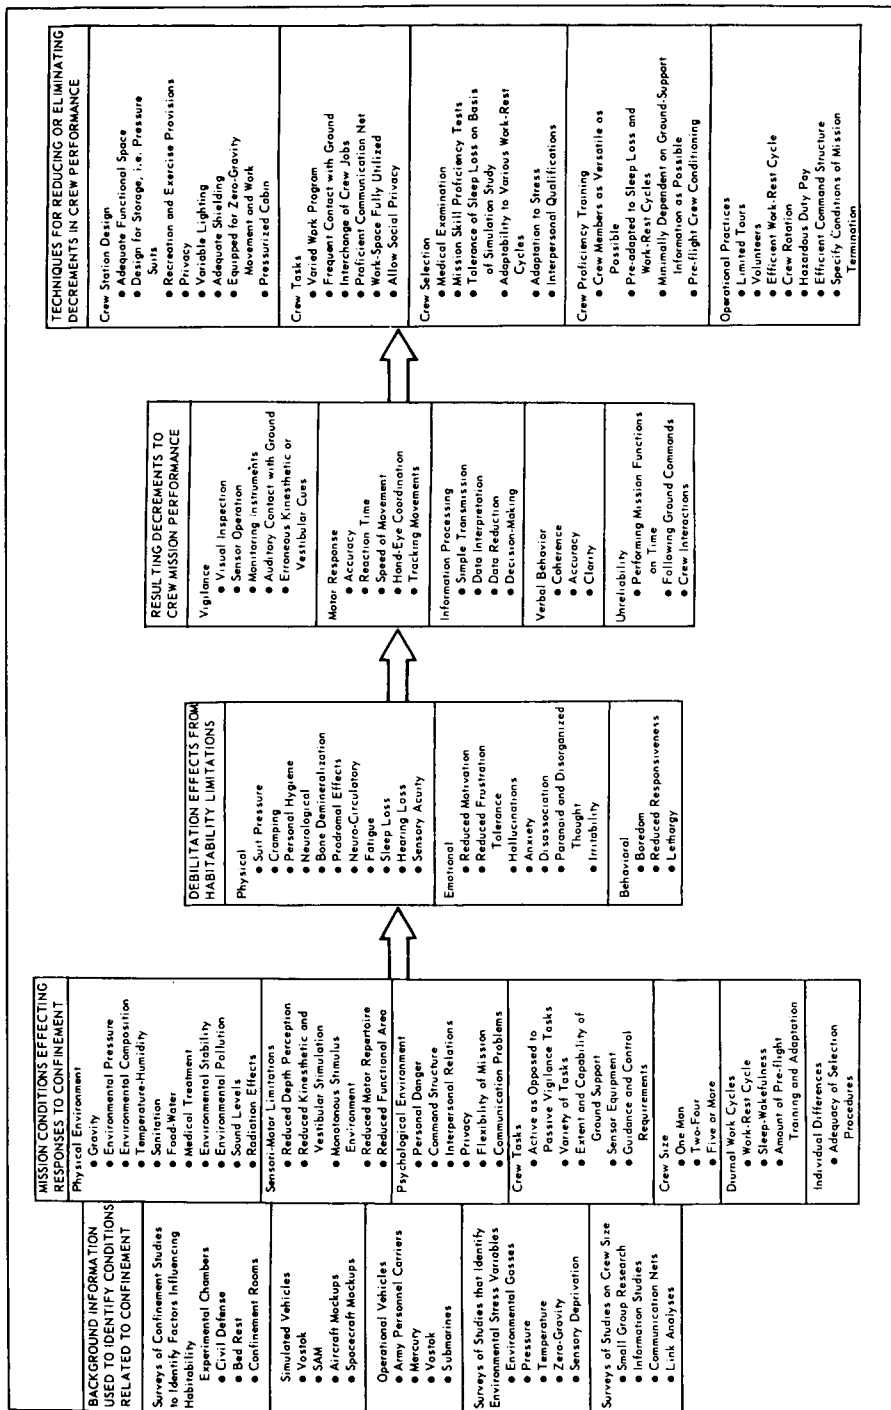 BACKGROUND INFORMATION
USED TO IDENTIFY CONDITIONS
RELATED TO CONFINEMENT
Surveys of Confinement Studies
to Identify Factors Influencing
Habitability
Experimental Chambers
• Civil Defense
• Bed Rest
• Confinement Rooms
Simulated Vehicles
• Vostok
• SAM
• Aircraft Mockups
• Spacecraft Mockups
Operational Vehicles
• Army Personnel Carriers
• Mercury
• Vostok
• Submarines
Surveys of Studies that Identify
Environmental Stress Variables
• Environmental Gasses
• Pressure
• Temperature
• Zero-Gravity
• Sensory Deprivation
Surveys of Studies on Crew Size
• Small Group Research
• Information Studies
• Communication Nets
• Link Analyses
MISSION CONDITIONS EFFECTING
RESPONSES TO CONFINEMENT
Physical Environment
• Gravity
• Environmental Pressure
• Environmental Composition
• Temperature-Humidity
• Sanitation
• Food-Water
• Medical Treatment
• Environmental Stability
• Environmental Pollution
• Sound Levels
• Radiation Effects
Sensori-Motor Limitations
• Reduced Depth Perception
• Reduced Kinesthetic and
Vestibular Stimulation
• Monotonous Stimulus
Environment
• Reduced Motor Repertoire
• Reduced Functional Area
Psychological Environment
• Personal Danger
• Command Structure
• Interpersonal Relations
• Privacy
• Flexibility of Mission
• Communication Problems
Crew Tasks
• Active as Opposed to
Passive Vigilance Tasks
• Variety of Tasks
• Extent and Capability of
Ground Support
• Sensor Equipment
• Guidance and Control
Requirements
Crew Size
• One Man
• Two-Four
• Five or More
Diurnal Work Cycles
• Work-Rest Cycle
• Sleep-Wakefulness
• Amount of Pre-flight
Training and Adaptation
Individual Differences
• Adequacy of Selection
Procedures
DEBILITATION EFFECTS FROM
HABITABILITY LIMITATIONS
Physical
• Suit Pressure
• Cramping
• Personal Hygiene
• Neurological
• Bone Demineralization
• Prodromal Effects
• Neuro-Circulatory
• Fatigue
• Sleep Loss
• Hearing Loss
• Sensory Acuity
Emotional
• Reduced Motivation
• Reduced Frustration
Tolerance
• Hallucinations
• Anxiety
• Disassociation
• Paranoid and Disorganized
Thought
• Irritability
Behavioral
• Boredom
• Reduced Responsiveness
• Lethargy
RESULTING DECREMENTS TO
CREW MISSION PERFORMANCE
Vigilance
• Visual Inspection
• Sensor Operation
• Monitoring Instruments
• Auditory Contact with Ground
• Erroneous Kinesthetic or
Vestibular Cues
Motor Response
• Accuracy
• Reaction Time
• Speed of Movement
• Hand-Eye Coordination
• Tracking Movements
Information Processing
• Simple Transmission
• Data Interpretation
• Data Reduction
• Decision-Making
Verbal Behavior
• Coherence
• Accuracy
• Clarity
Unreliability
• Performing Mission Functions
on Time
• Following Ground Commands
• Crew Interactions
TECHNIQUES FOR REDUCING OR ELIMINATING
DECREMENTS IN CREW PERFORMANCE
Crew Station Design
• Adequate Functional Space
• Design for Storage, i.e. Pressure
Suits
• Recreation and Exercise Provisions
• Privacy
• Variable Lighting
• Adequate Shielding
• Equipped for Zero-Gravity
Movement and Work
• Pressurized Cabin
Crew Tasks
• Varied Work Program
• Frequent Contact with Ground
• Interchange of Crew Jobs
• Proficient Communication Net
• Work-Space Fully Utilized
• Allow Social Privacy
Crew Selection
• Medical Examination
• Mission Skill Proficiency Tests
• Tolerance of Sleep Loss on Basis
of Simulation Study
• Adaptability to Various Work-Rest
Cycles
• Adaptation to Stress
• Interpersonal Qualifications
Crew Proficiency Training
• Crew Members as Versatile as
Possible
• Pre-adapted to Sleep Loss and
Work-Rest Cycles
• Minimally Dependent on Ground-Support
Information as Possible
• Pre-flight Crew Conditioning
Operational Practices
• Limited Tours
• Volunteers
• Efficient Work-Rest Cycle
• Crew Rotation
• Hazardous Duty Pay
• Efficient Command Structure
• Specify Conditions of Mission
Termination